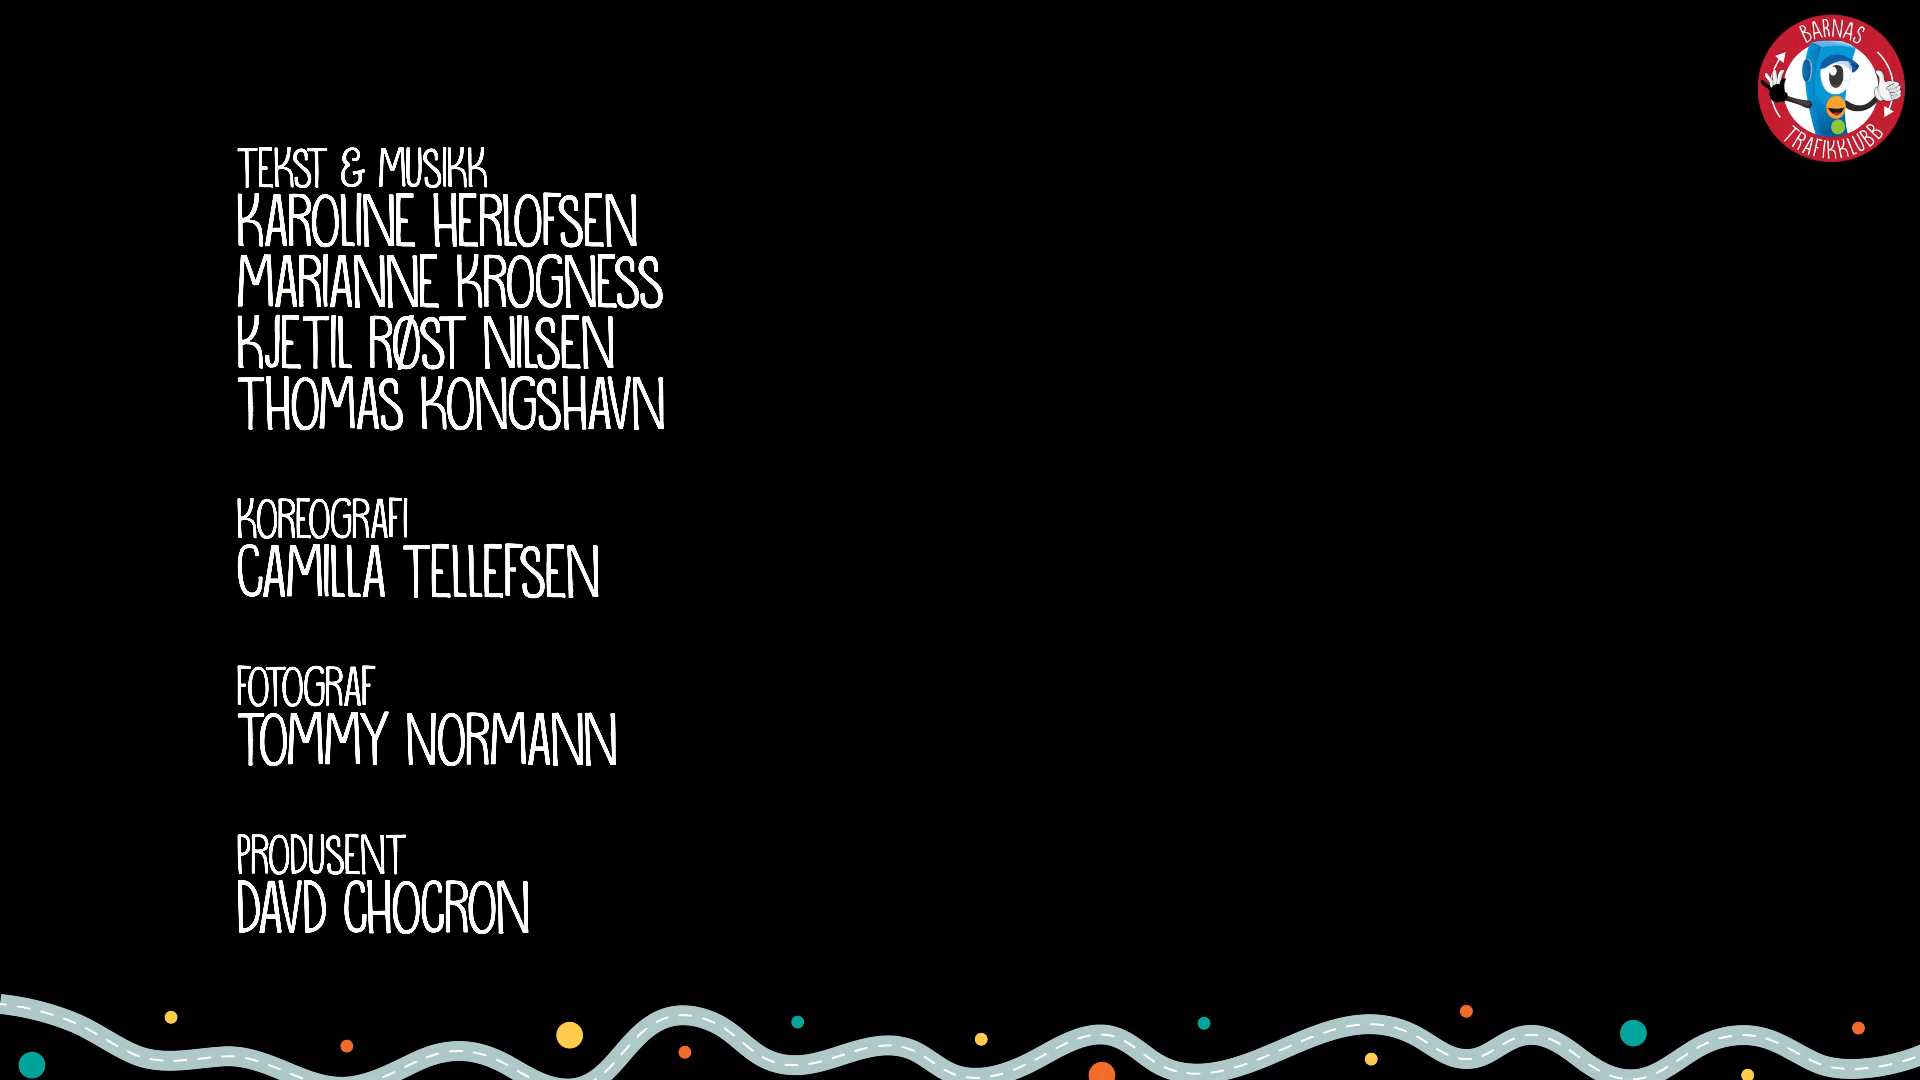 BARNAS
TRAFIKKLUBB
TEKST & MUSIKK
KAROLINE HERLOFSEN
MARIANNE KROGNESS
KJETIL RØST NILSEN
THOMAS KONGSHAVN
KOREOGRAFI
CAMILLA TELLEFSEN
FOTOGRAF
TOMMY NORMANN
PRODUSENT
DAVD CHOCRON